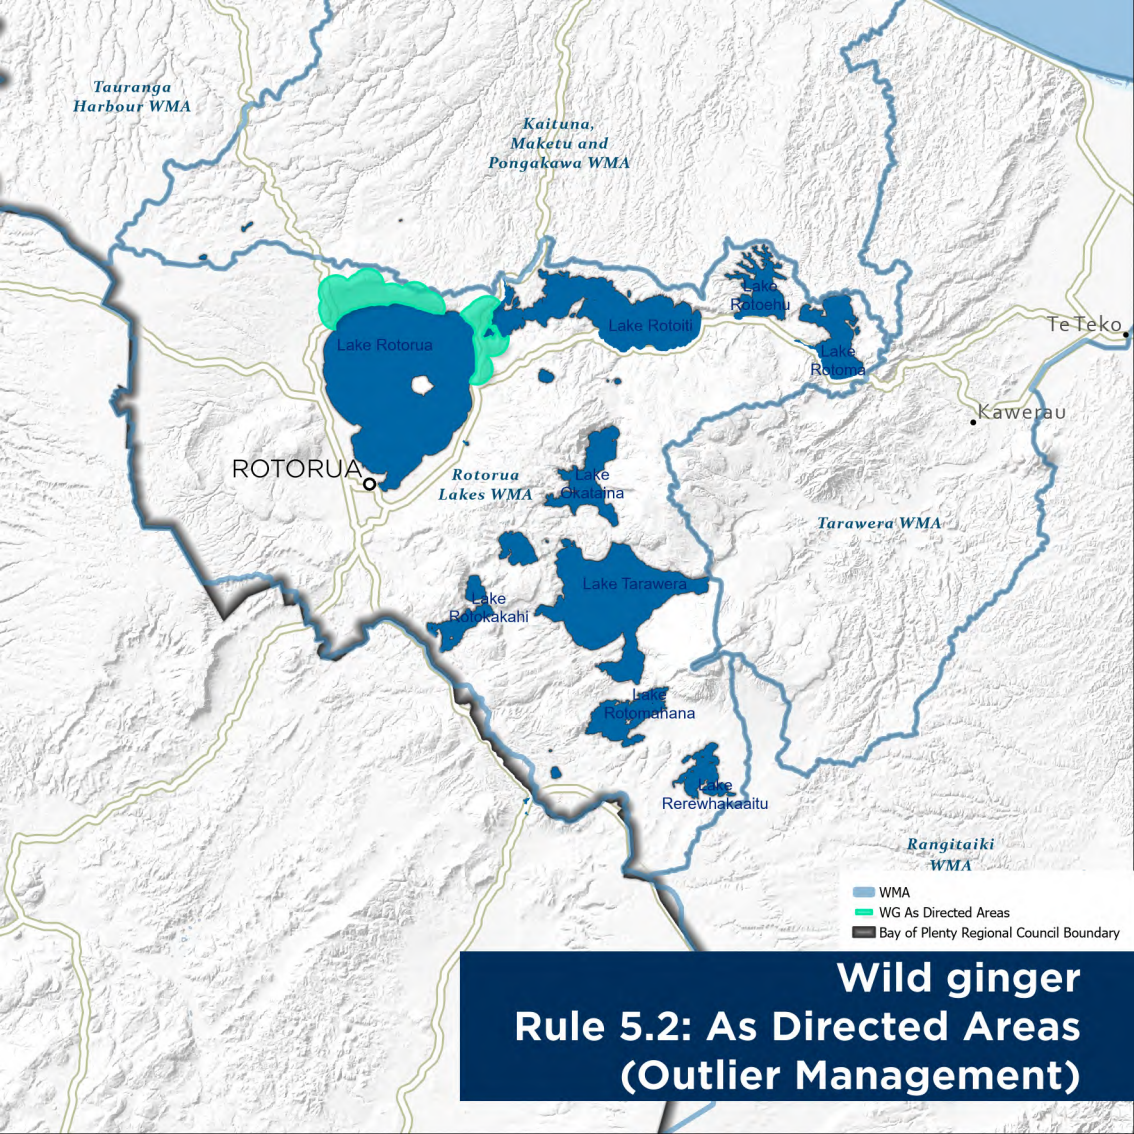 Tauranga
Harbour WMA
Kaituna,
Maketu and
Pongakawa WMA
Lake
Rotoehu
Lake Rotoiti
Lake Rotorua
Lake
Rotoma
Te Teko
Kawerau
ROTORUA
Rotorua
Lakes WMA
Lake
Okataina
Tarawera WMA
Lake Tarawera
Lake
Rotokakahi
Lake
Rotomahana
Lake
Rerewhakaaitu
Rangitaiki
WMA
WMA
WG As Directed Areas
Bay of Plenty Regional Council Boundary
Wild ginger
Rule 5.2: As Directed Areas
(Outlier Management)